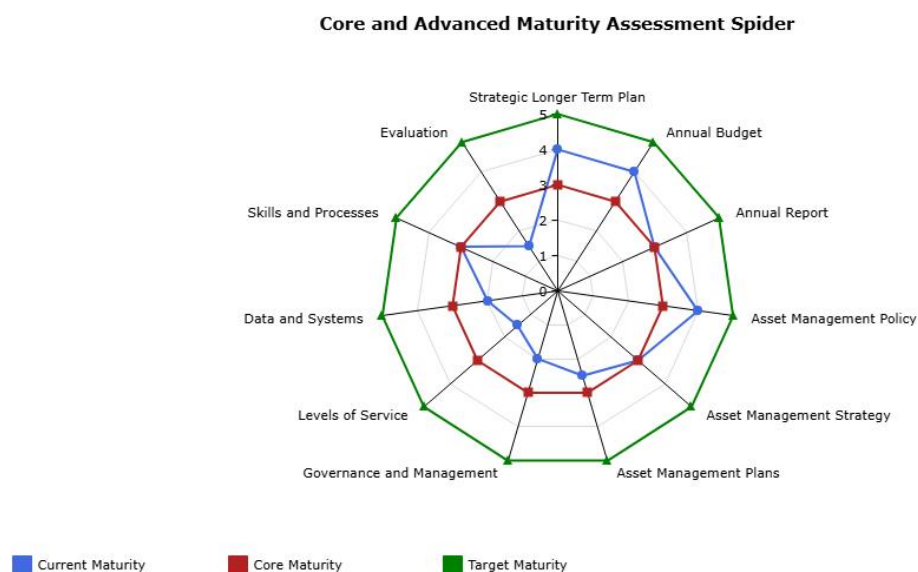 Core and Advanced Maturity Assessment Spider
Strategic Longer Term Plan
5
Evaluation
Annual Budget
4
3
Skills and Processes
Annual Report
2
1
0
Data and Systems
Asset Management Policy
Levels of Service
Asset Management Strategy
Governance and Management
Asset Management Plans
Current Maturity
Core Maturity
Target Maturity